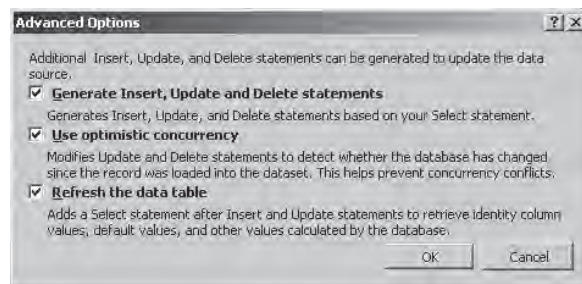 Advanced Options
Additional Insert, Update, and Delete statements can be generated to update the data
source.
Generate Insert, Update and Delete statements
Generates Insert, Update, and Delete statements based on your Select statement.
Use optimistic concurrency
Modifies Update and Delete statements to detect whether the database has changed
since the record was loaded into the dataset. This helps prevent concurrency conflicts.
Refresh the data table
Adds a Select statement after Insert and Update statements to retrieve identity column
values, default values, and other values calculated by the database.
OK Cancel